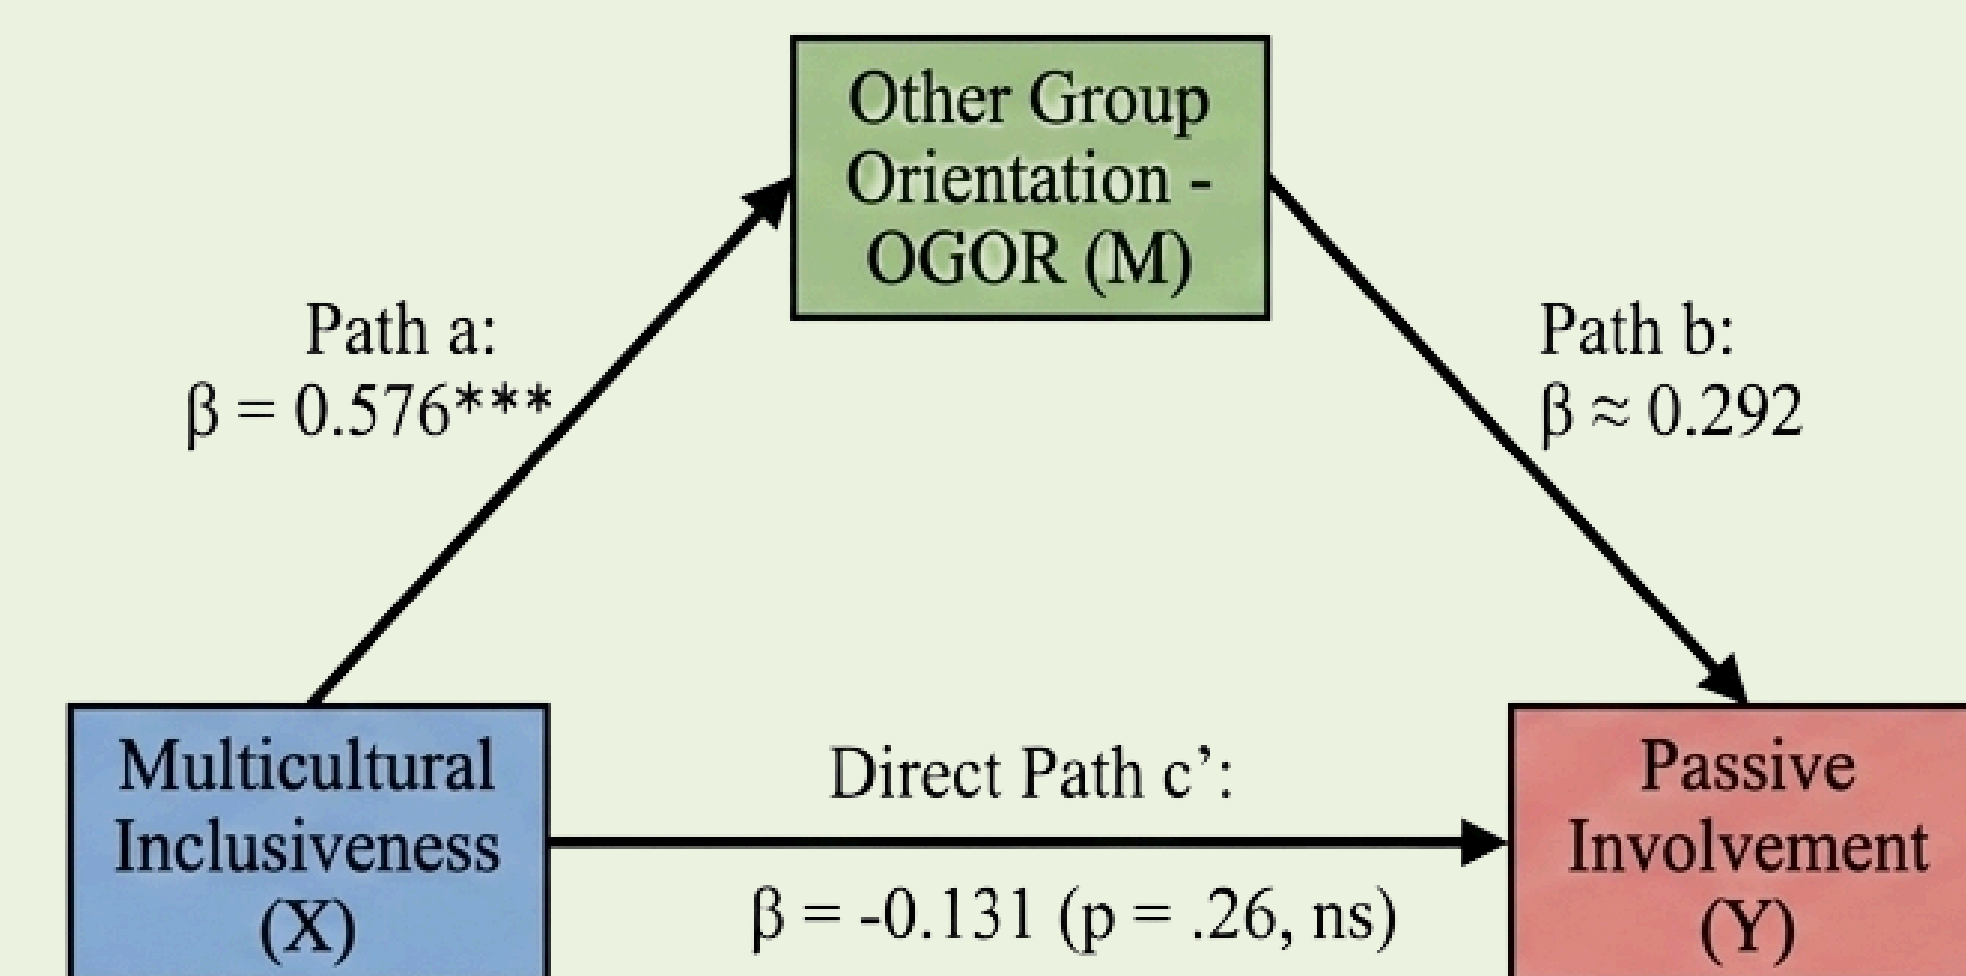 Other Group
Orientation -
OGOR (M)
Path a:
β = 0.576***
Path b:
β ≈ 0.292
Multicultural
Inclusiveness
(X)
Direct Path c’:
β = -0.131 (p = .26, ns)
Passive
Involvement
(Y)